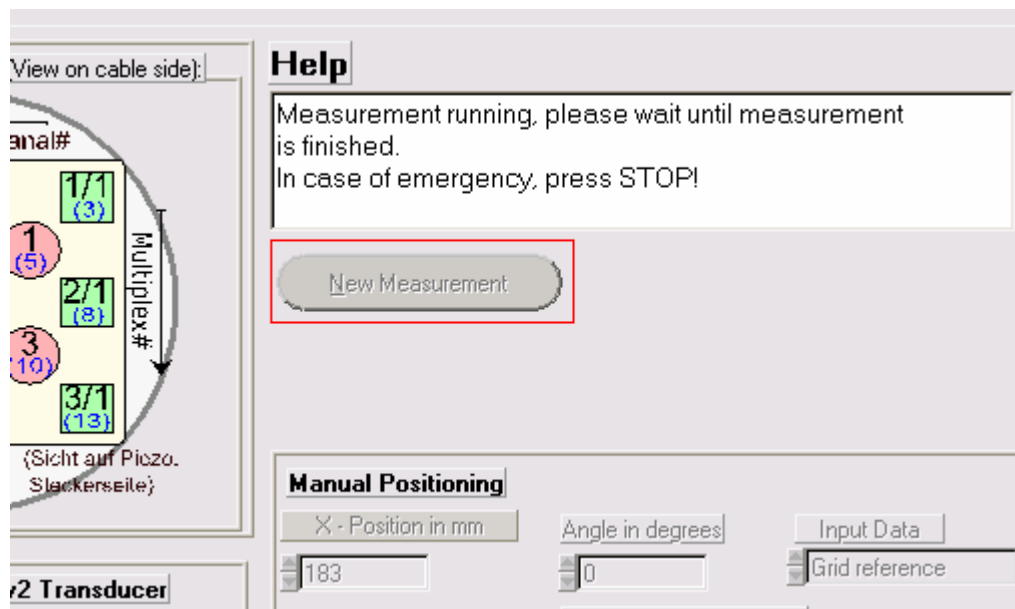 View on cable side):
anal#
1/1
(3)
1
(5)
2/1
(8)
3
10)
3/1
(13)
Multiplex#
(Sicht auf Piezo.
Steckerseite)
v2 Transducer
Help
Measurement running, please wait until measurement
is finished.
In case of emergency, press STOP!
New Measurement
Manual Positioning
X - Position in mm
Angle in degrees
Input Data
183
0
Grid reference